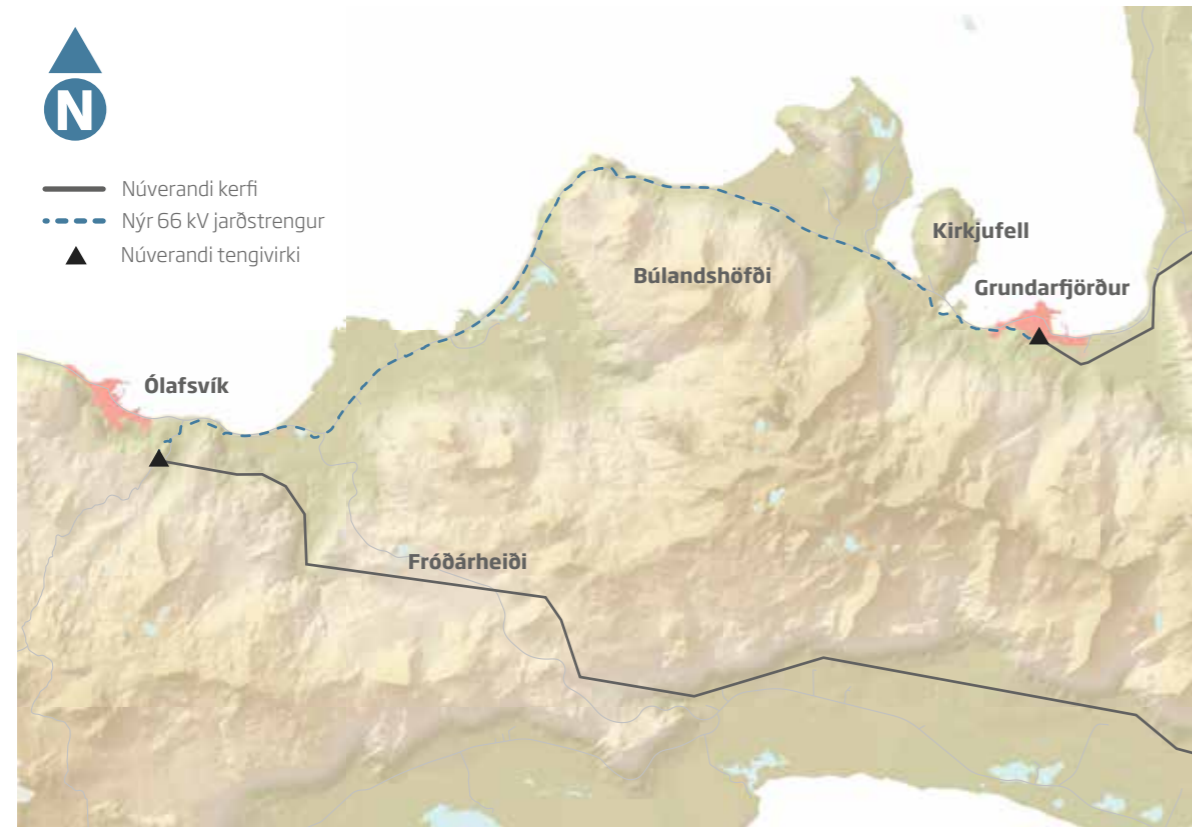 N
Núverandi kerfi
Nýr 66 kV jarðstrengur
Núverandi tengivirki
Kirkjufell
Búlandshöfði
Grundarfjörður
Ólafsvík
Fróðárheiði